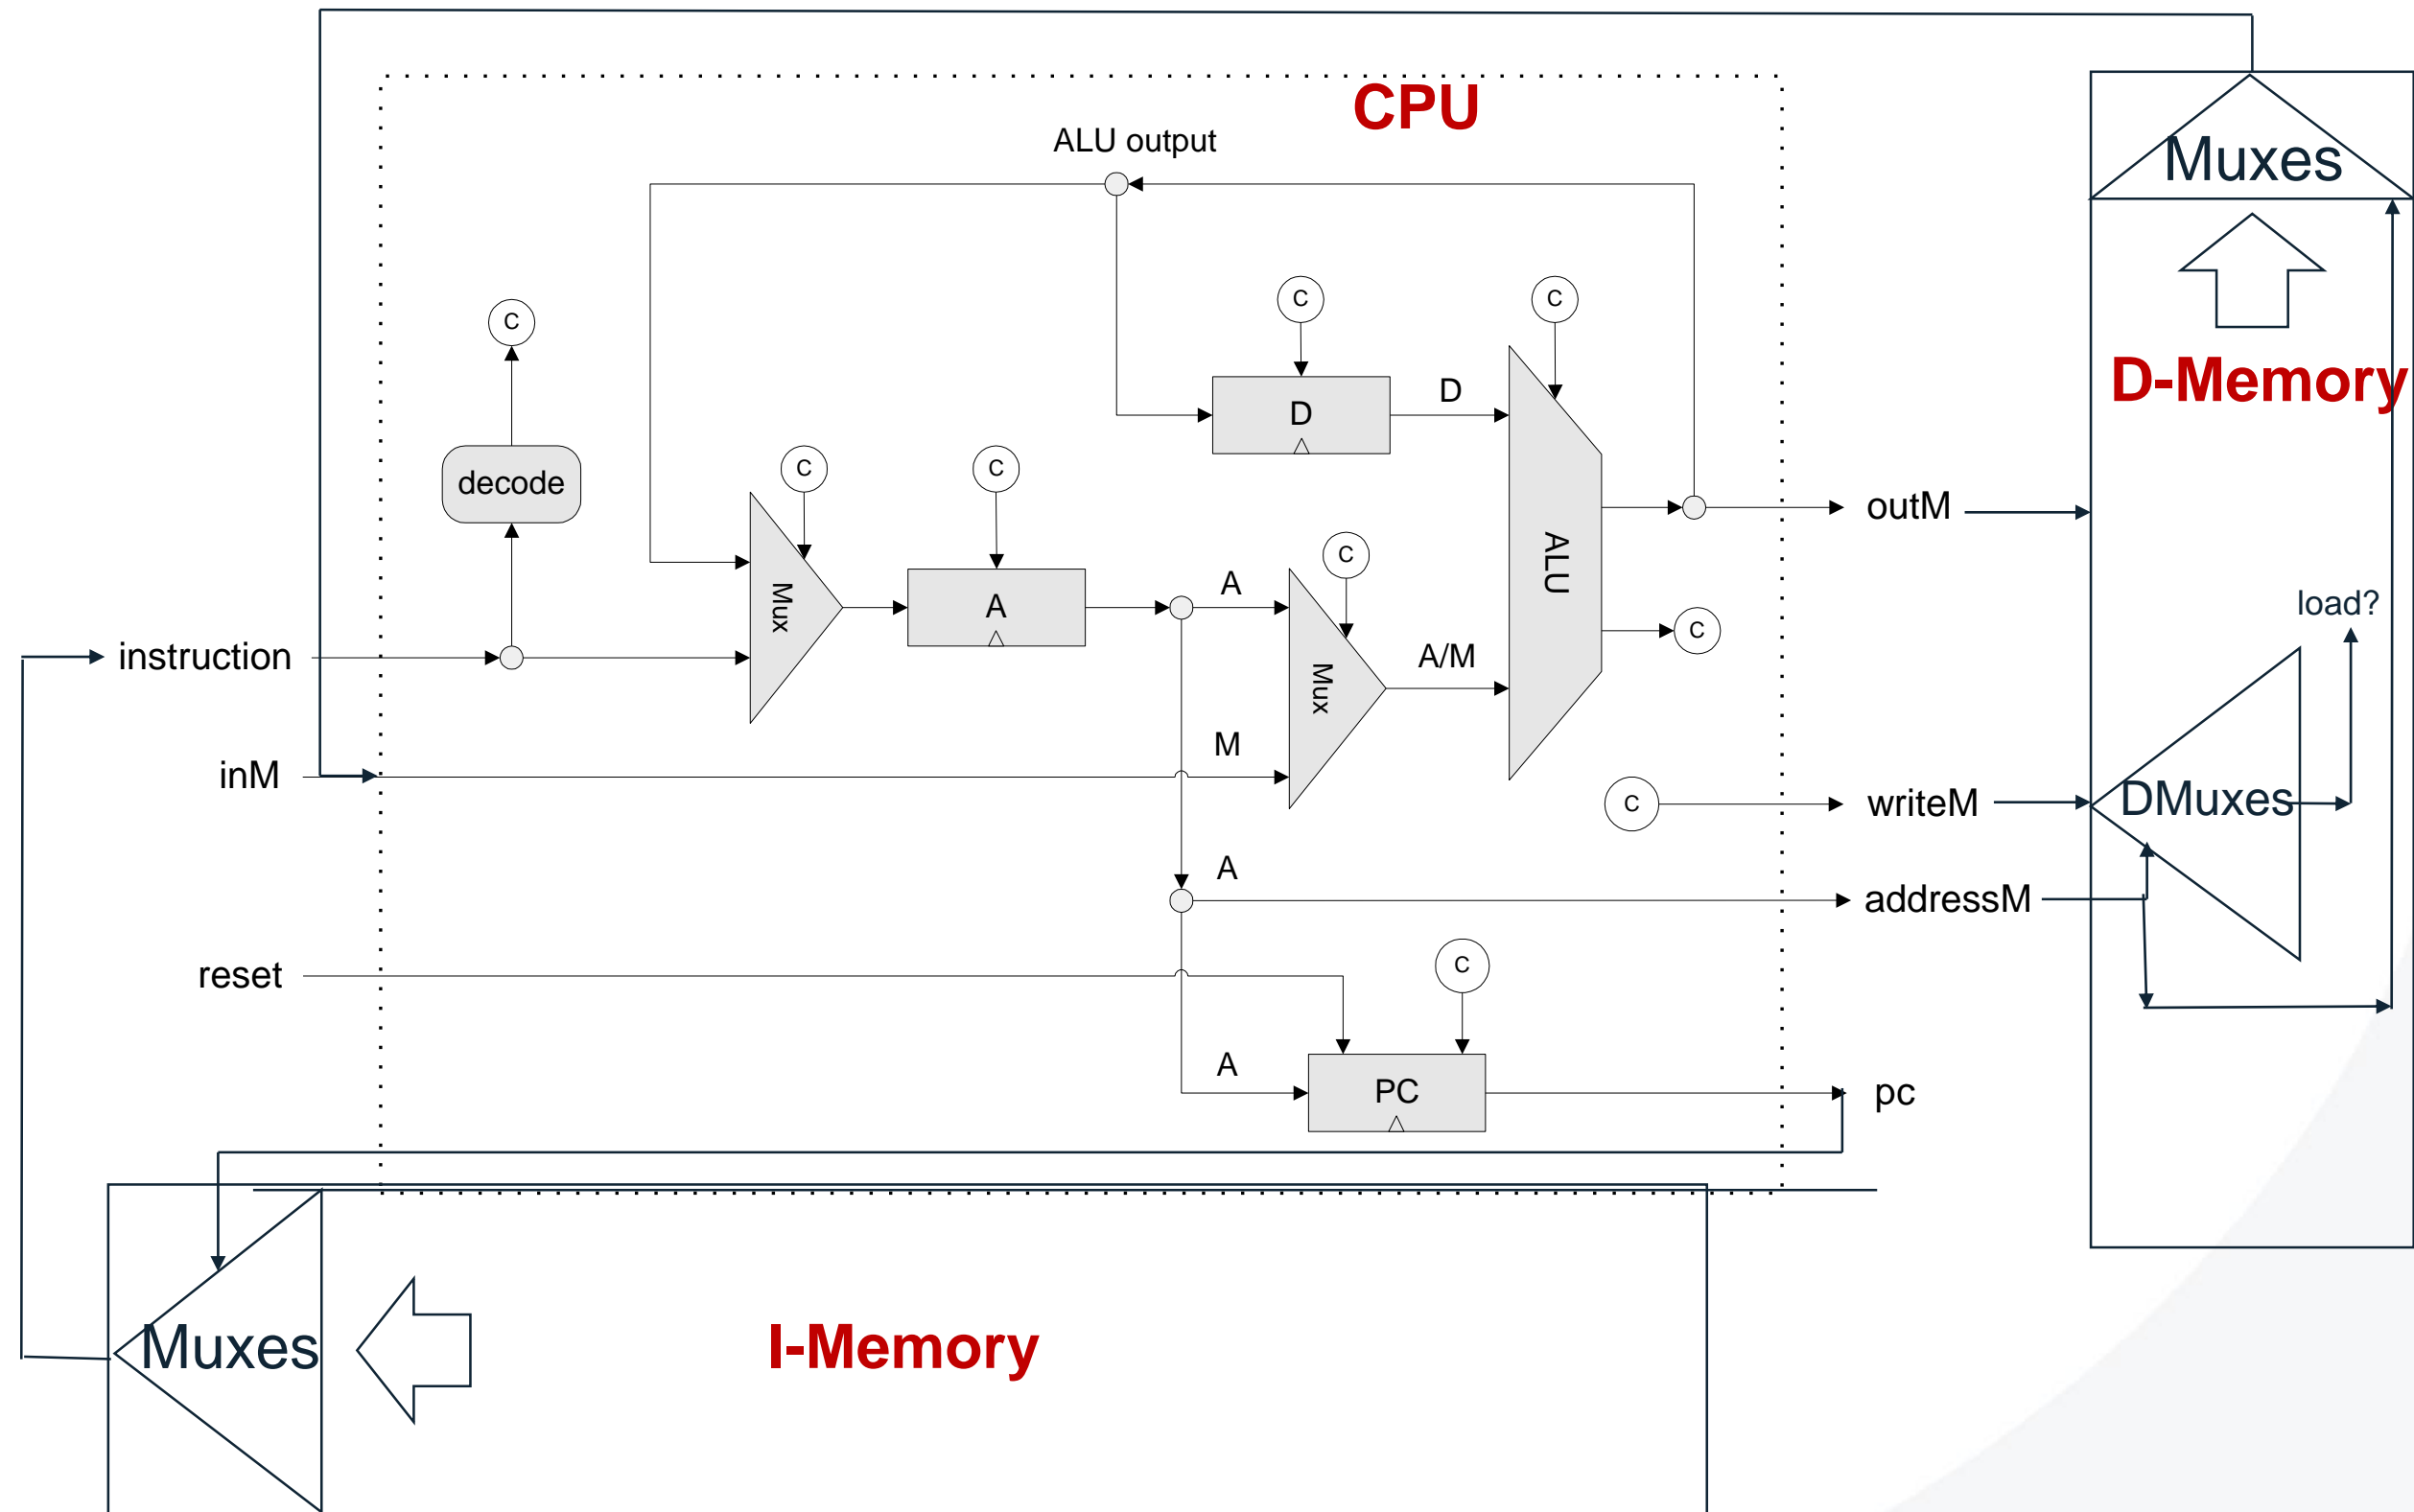 CPU
ALU output
Muxes
C
C
C
D-Memory
D
D
C
C
decode
outM
C
ALU
A
A
Mux
load?
C
instruction
A/M
Mux
M
inM
C
writeM
DMuxes
A
addressM
reset
C
A
PC
pc
Muxes
I-Memory